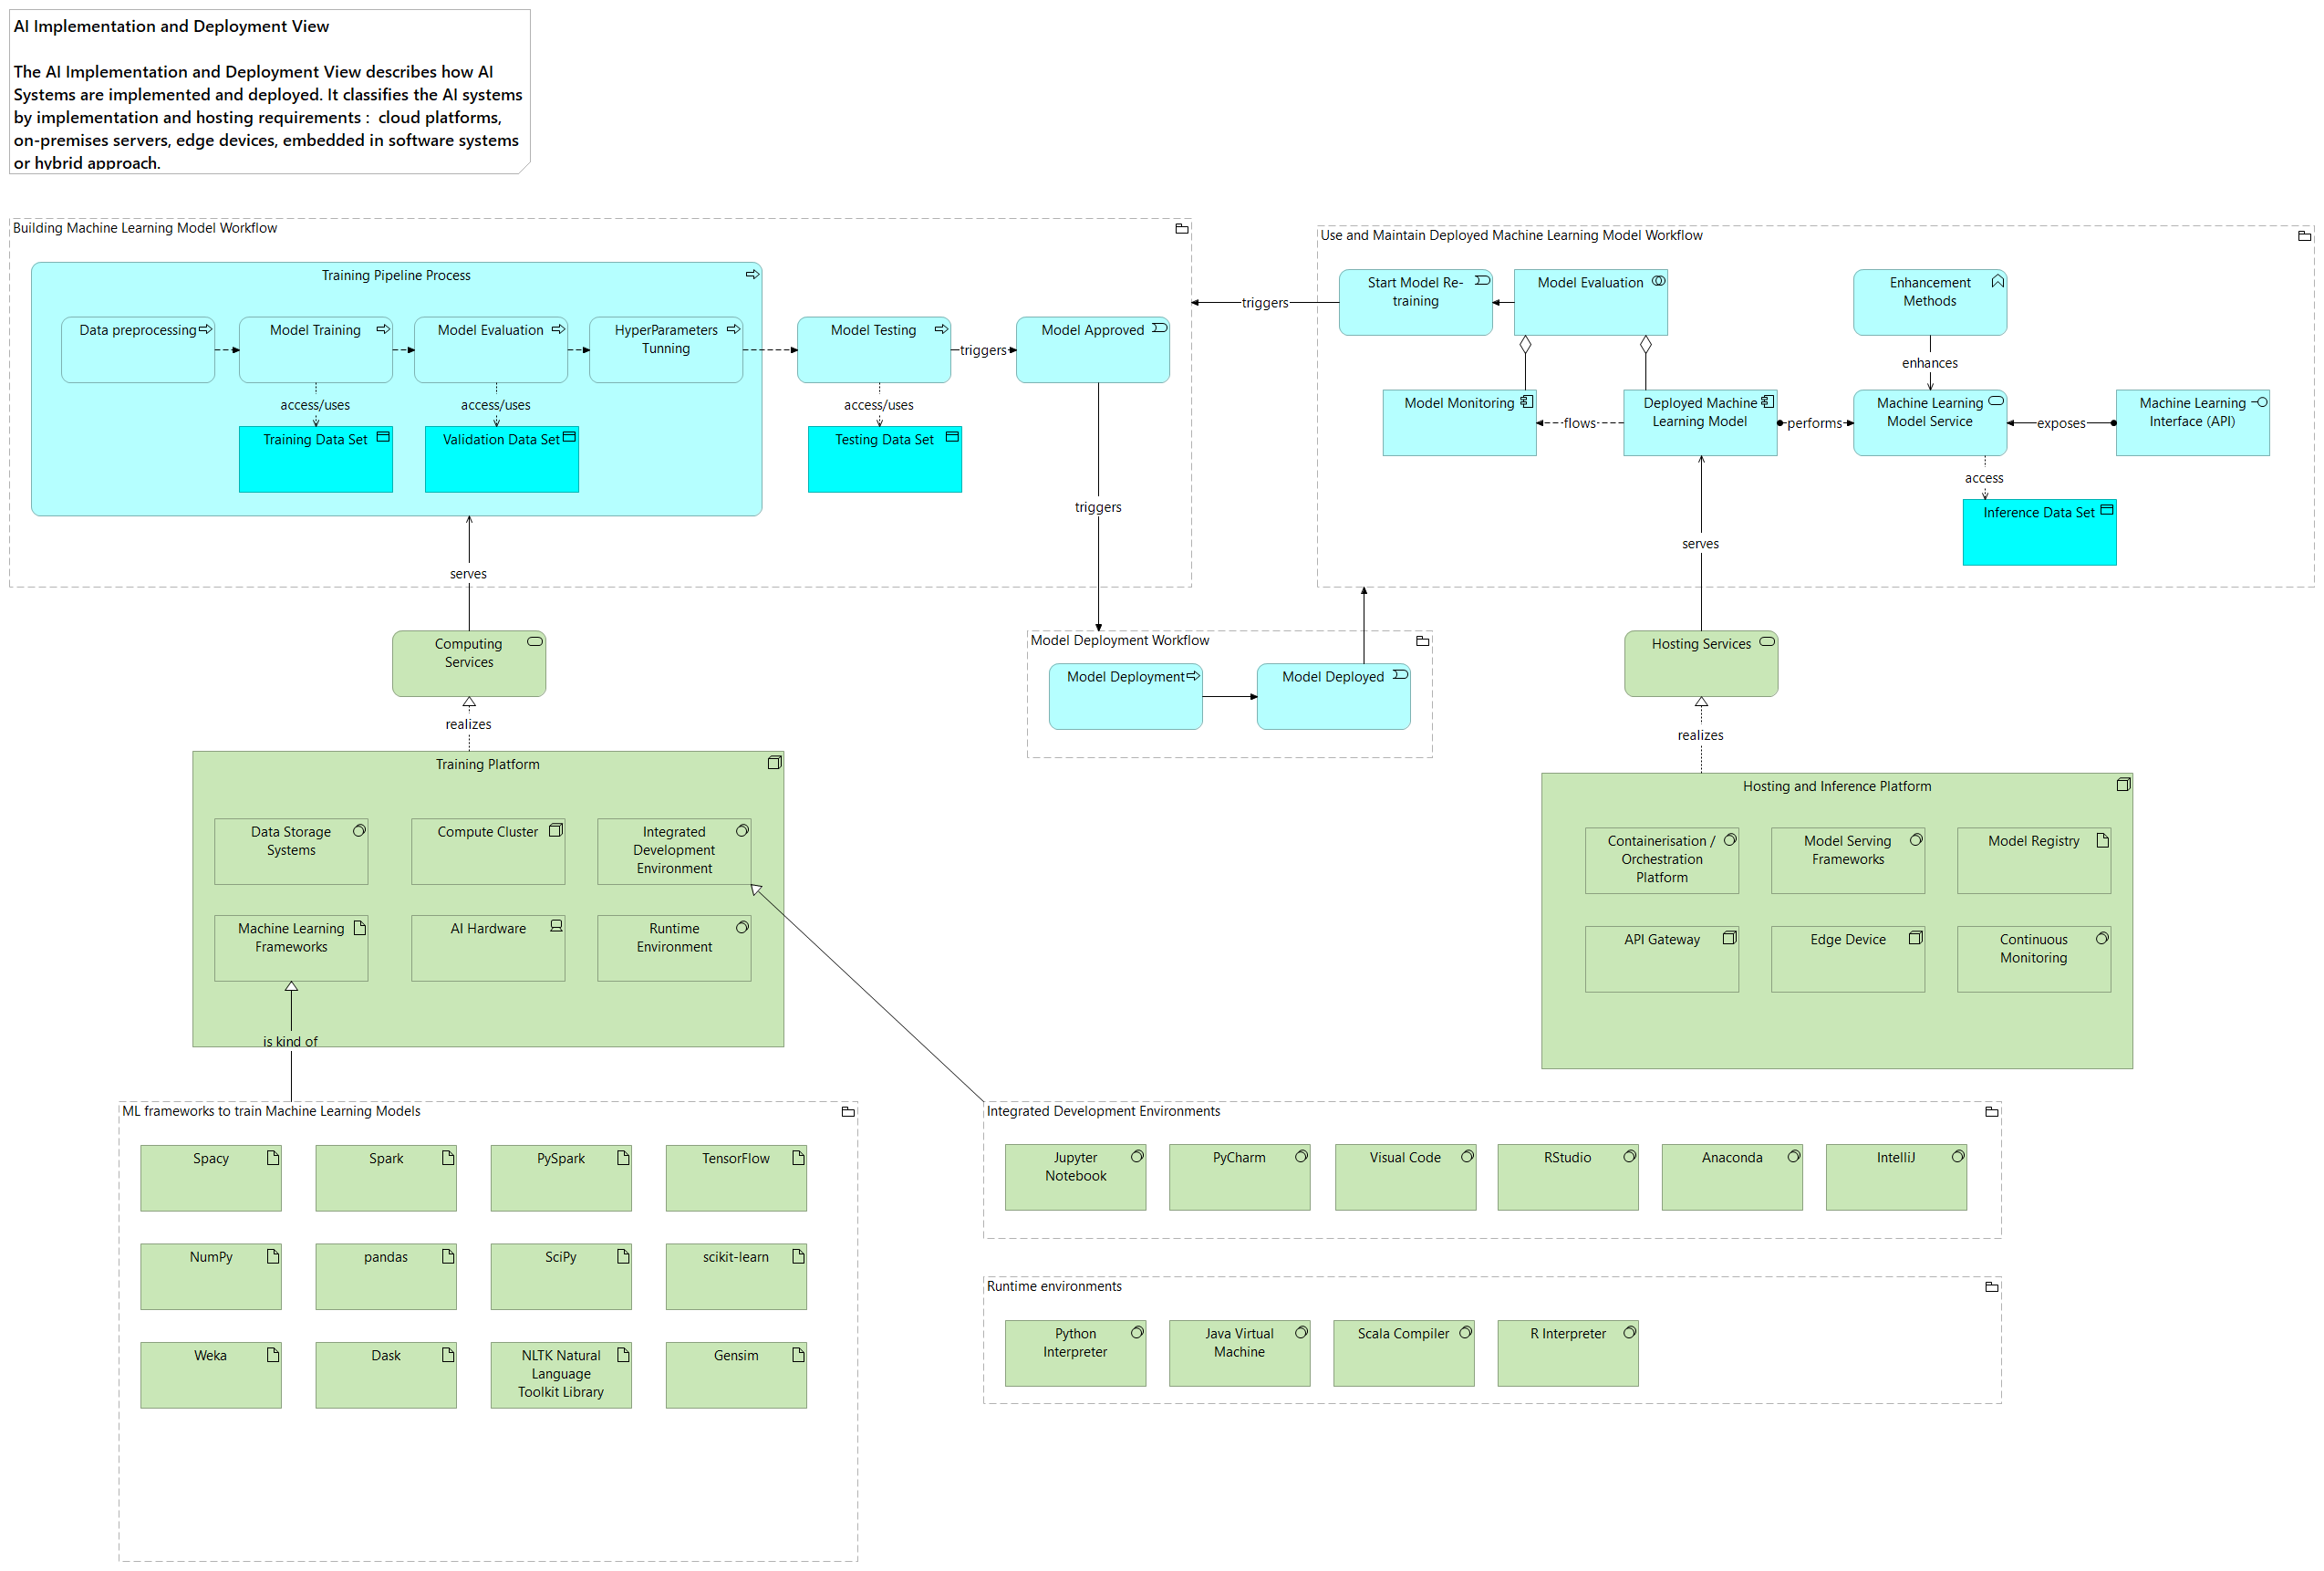 AI Implementation and Deployment View
The AI Implementation and Deployment View describes how AI
Systems are implemented and deployed. It classifies the AI systems
by implementation and hosting requirements :  cloud platforms,
on-premises servers, edge devices, embedded in software systems
or hybrid approach.
Building Machine Learning Model Workflow
Training Pipeline Process
Data preprocessing
Model Training
Model Evaluation
HyperParameters
Tunning
Model Testing
triggers
Model Approved
access/uses
access/uses
access/uses
Training Data Set
Validation Data Set
Testing Data Set
triggers
serves
triggers
Use and Maintain Deployed Machine Learning Model Workflow
Start Model Re-
training
Model Evaluation
Enhancement
Methods
enhances
Model Monitoring
flows
Deployed Machine
Learning Model
performs
Machine Learning
Model Service
exposes
Machine Learning
Interface (API)
access
Inference Data Set
serves
Computing
Services
realizes
Model Deployment Workflow
Model Deployment
Model Deployed
Hosting Services
realizes
Training Platform
Data Storage
Systems
Compute Cluster
Integrated
Development
Environment
Machine Learning
Frameworks
AI Hardware
Runtime
Environment
is kind of
Hosting and Inference Platform
Containerisation /
Orchestration
Platform
Model Serving
Frameworks
Model Registry
API Gateway
Edge Device
Continuous
Monitoring
ML frameworks to train Machine Learning Models
Spacy
Spark
PySpark
TensorFlow
NumPy
pandas
SciPy
scikit-learn
Weka
Dask
NLTK Natural
Language
Toolkit Library
Gensim
Integrated Development Environments
Jupyter
Notebook
PyCharm
Visual Code
RStudio
Anaconda
IntelliJ
Runtime environments
Python
Interpreter
Java Virtual
Machine
Scala Compiler
R Interpreter